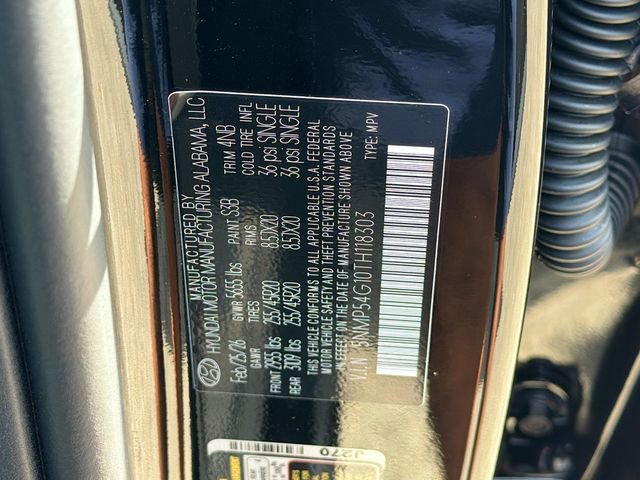 MANUFACTURED BY
HYUNDAI MOTOR MANUFACTURING ALABAMA, LLC
Feb/25/26 GVWR 5655 lbs PAINT S3B TRIM 4NB
GAWR TIRES RIMS COLD TIRE INFL
FRONT 2955 lbs 255/45R20 8.5JX20 36 psi SINGLE
REAR 3109 lbs 255/45R20 8.5JX20 36 psi SINGLE
THIS VEHICLE CONFORMS TO ALL APPLICABLE U.S.A. FEDERAL
MOTOR VEHICLE SAFETY AND THEFT PREVENTION STANDARDS
IN EFFECT ON THE DATE OF MANUFACTURE SHOWN ABOVE
V.I.N 5NMP54G10TH118303 TYPE: MPV
J270